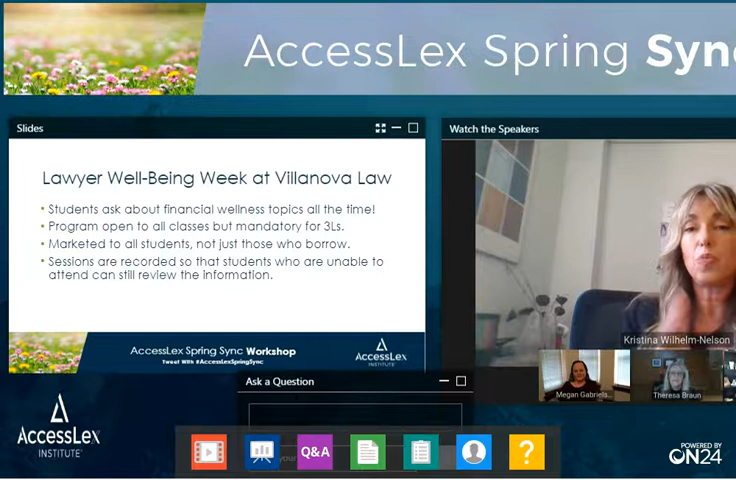 AccessLex Spring Sync
Slides
Watch the Speakers
Lawyer Well-Being Week at Villanova Law
• Students ask about financial wellness topics all the time!
• Program open to all classes but mandatory for 3Ls.
• Marketed to all students, not just those who borrow.
• Sessions are recorded so that students who are unable to
attend can still review the information.
AccessLex Spring Sync Workshop
Tweet With #AccessLexSpringSync
AccessLex
INSTITUTE
Kristina Wilhelm-Nelson
Megan Gabriels...
Theresa Braun
Ask a Question
AccessLex
INSTITUTE
Q&A
?
POWERED BY
ON24